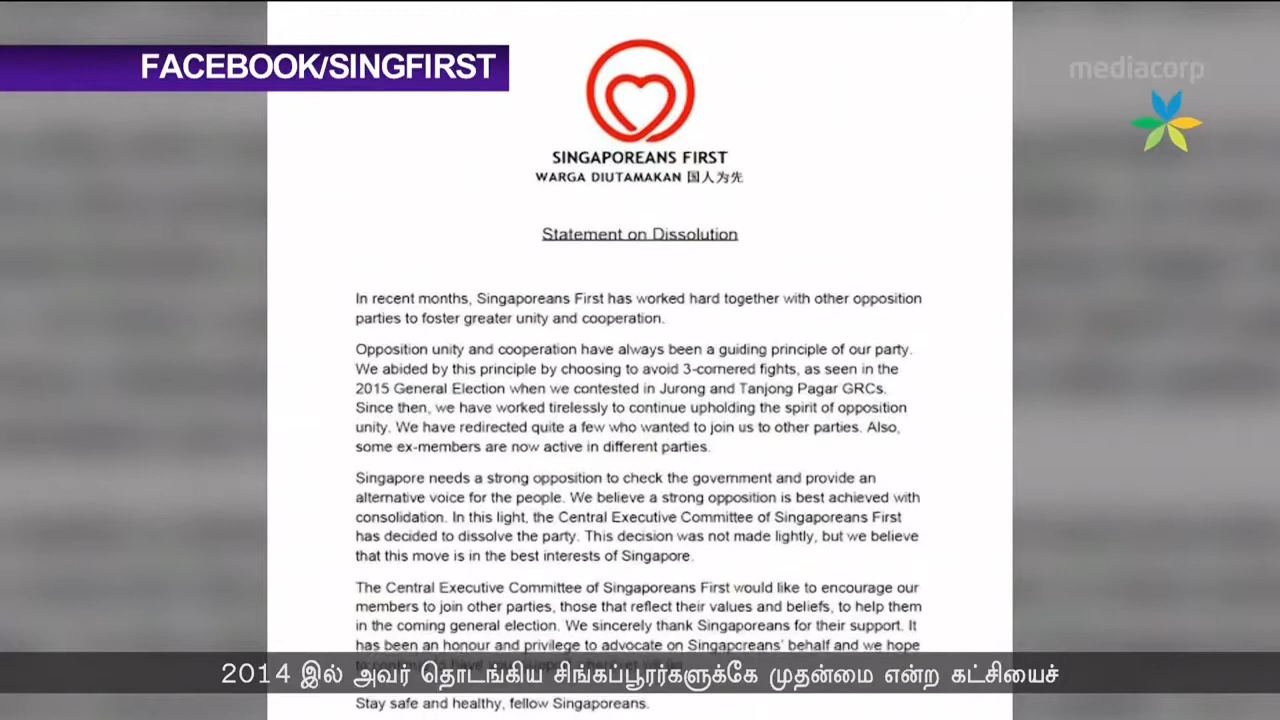 FACEBOOK/SINGFIRST
mediacorp
SINGAPOREANS FIRST
WARGA DIUTAMAKAN 国人为先
Statement on Dissolution
In recent months, Singaporeans First has worked hard together with other opposition
parties to foster greater unity and cooperation.
Opposition unity and cooperation have always been a guiding principle of our party.
We abided by this principle by choosing to avoid 3-cornered fights, as seen in the
2015 General Election when we contested in Jurong and Tanjong Pagar GRCs.
Since then, we have worked tirelessly to continue upholding the spirit of opposition
unity. We have redirected quite a few who wanted to join us to other parties. Also,
some ex-members are now active in different parties.
Singapore needs a strong opposition to check the government and provide an
alternative voice for the people. We believe a strong opposition is best achieved with
consolidation. In this light, the Central Executive Committee of Singaporeans First
has decided to dissolve the party. This decision was not made lightly, but we believe
that this move is in the best interests of Singapore.
The Central Executive Committee of Singaporeans First would like to encourage our
members to join other parties, those that reflect their values and beliefs, to help them
in the coming general election. We sincerely thank Singaporeans for their support. It
has been an honour and privilege to advocate on Singaporeans' behalf and we hope
2014 இல் அவர் தொடங்கிய சிங்கப்பூரர்களுக்கே முதன்மை என்ற கட்சியைச்
Stay safe and healthy, fellow Singaporeans.